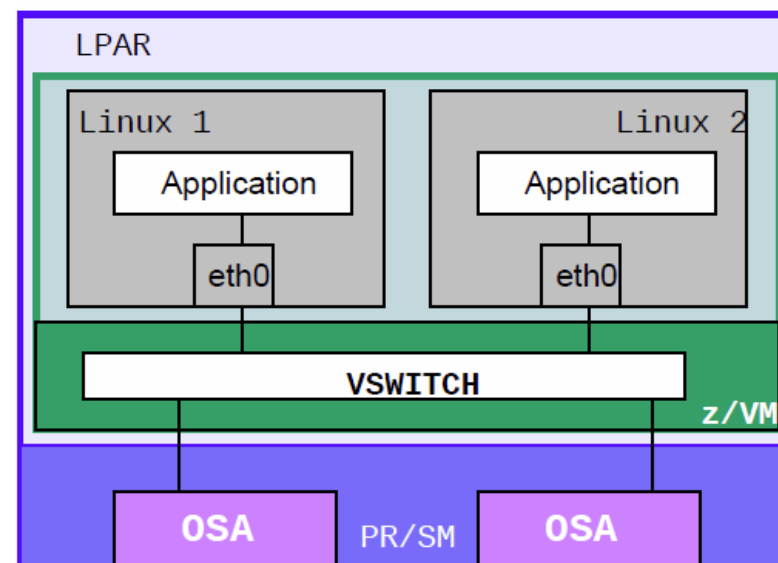 LPAR
Linux 1
Linux 2
Application
Application
eth0
eth0
VSWITCH
z/VM
OSA
PR/SM
OSA